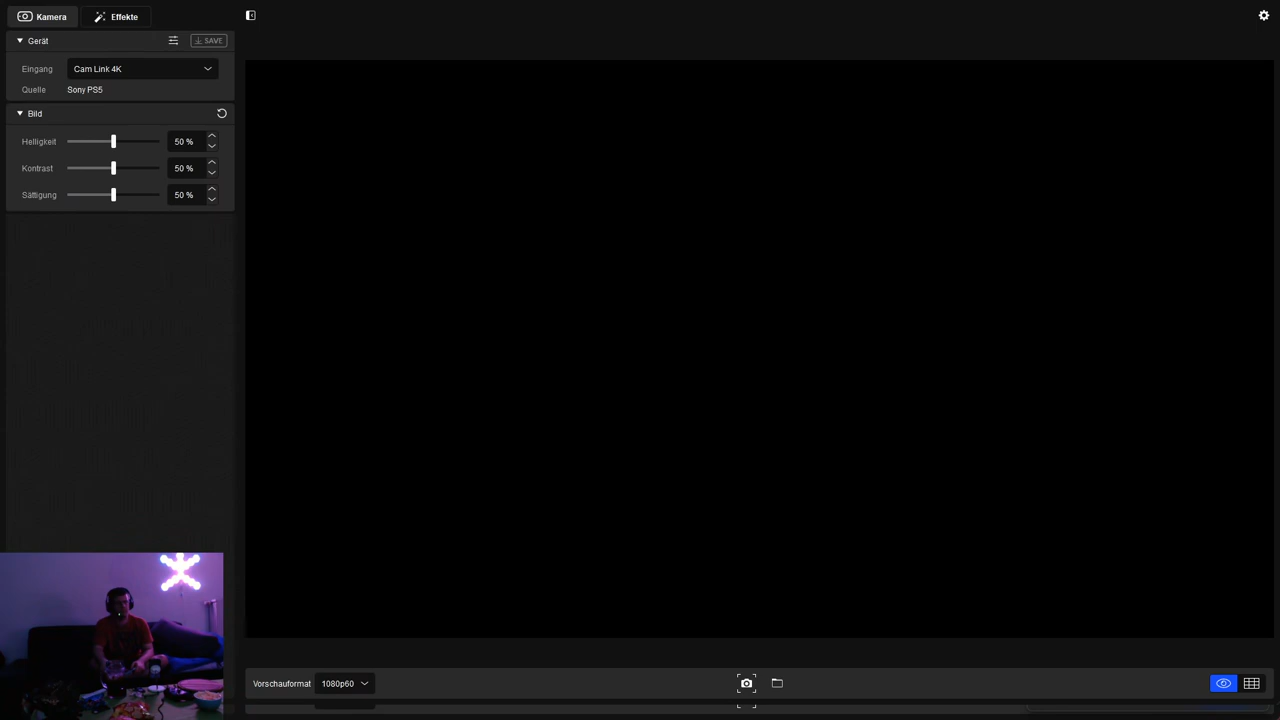 Kamera
Effekte
Gerät
SAVE
Eingang
Cam Link 4K
Quelle
Sony PS5
Bild
Helligkeit
50 %
Kontrast
50 %
Sättigung
50 %
Vorschauformat
1080p60